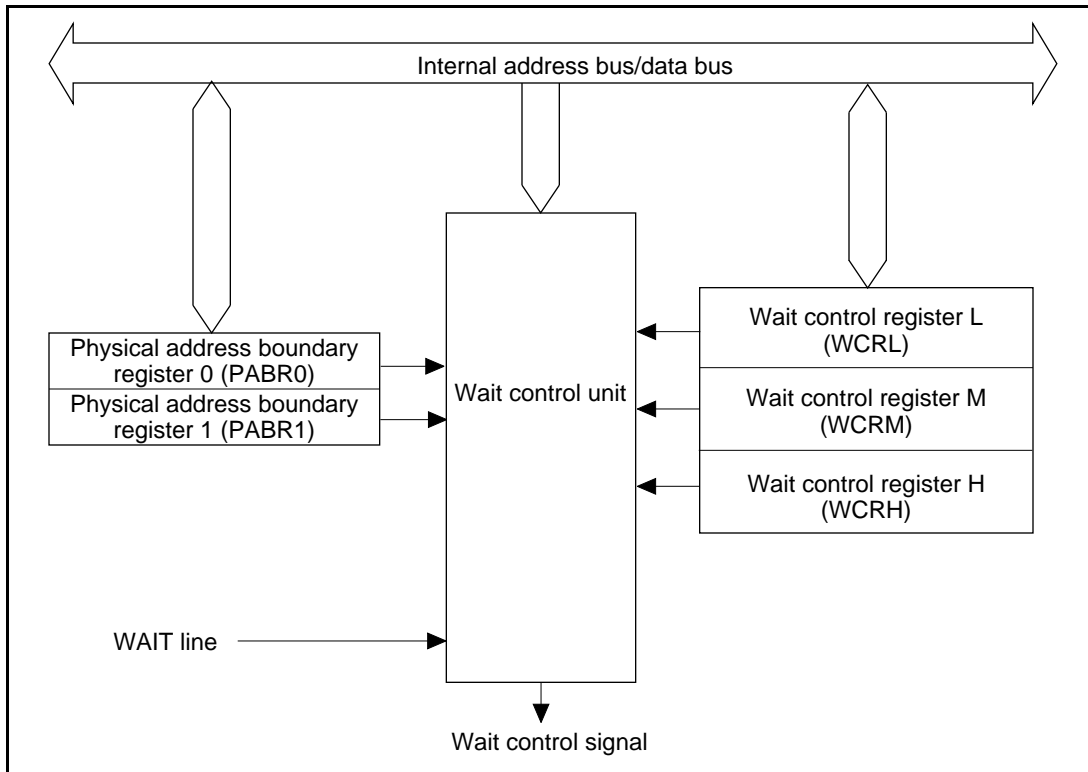 Internal address bus/data bus
Physical address boundary
register 0 (PABR0)
Physical address boundary
register 1 (PABR1)
Wait control unit
Wait control register L
(WCRL)
Wait control register M
(WCRM)
Wait control register H
(WCRH)
WAIT line
Wait control signal